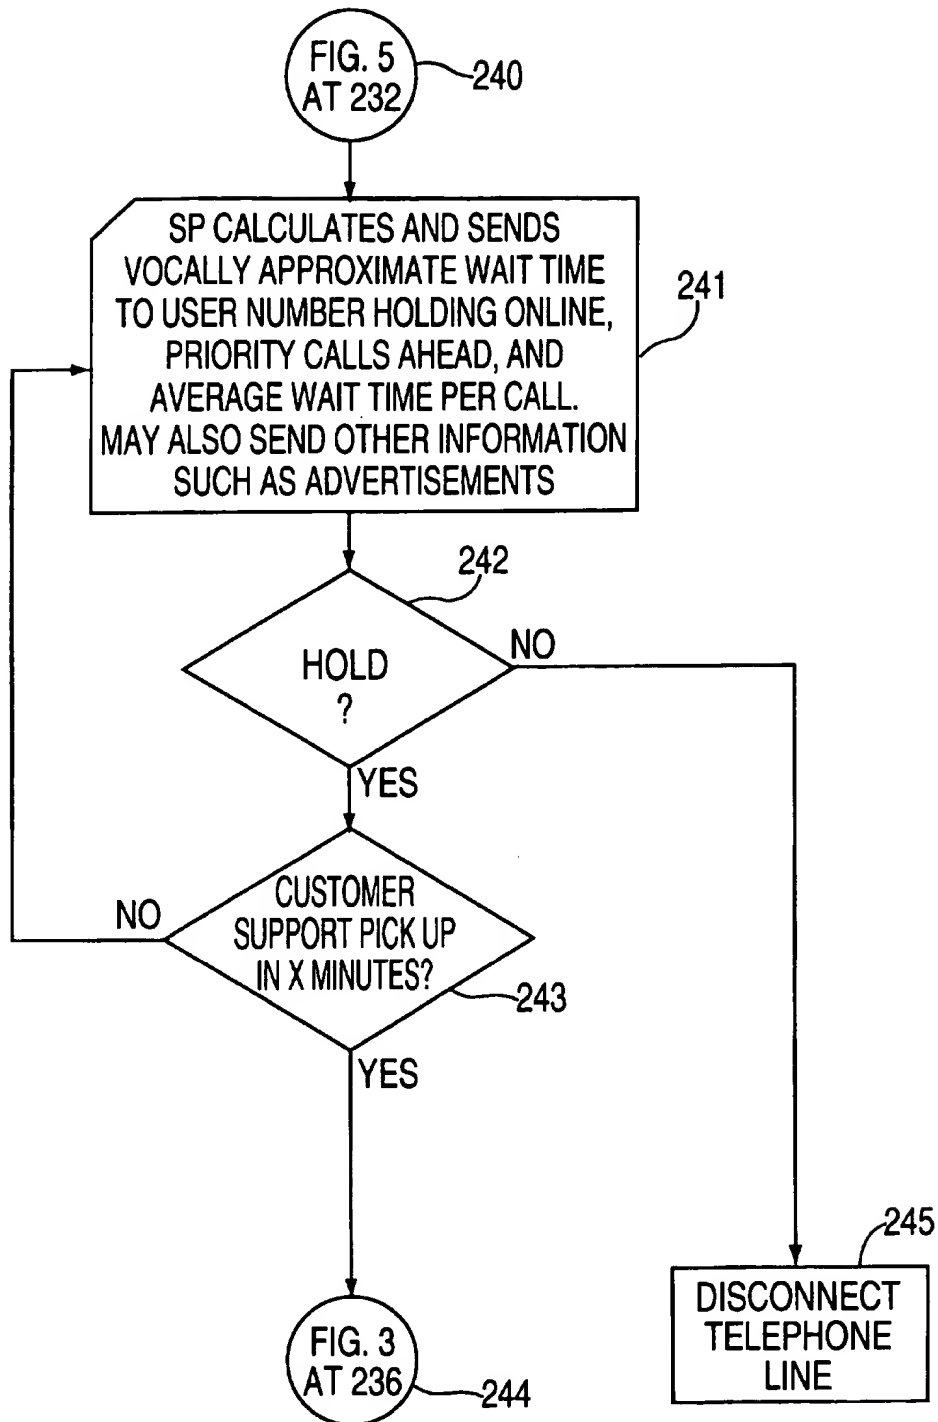 FIG. 5
AT 232
240
SP CALCULATES AND SENDS
VOCALLY APPROXIMATE WAIT TIME
TO USER NUMBER HOLDING ONLINE,
PRIORITY CALLS AHEAD, AND
AVERAGE WAIT TIME PER CALL.
MAY ALSO SEND OTHER INFORMATION
SUCH AS ADVERTISEMENTS
241
242
HOLD
?
NO
YES
CUSTOMER
SUPPORT PICK UP
IN X MINUTES?
NO
243
YES
245
DISCONNECT
TELEPHONE
LINE
FIG. 3
AT 236
244